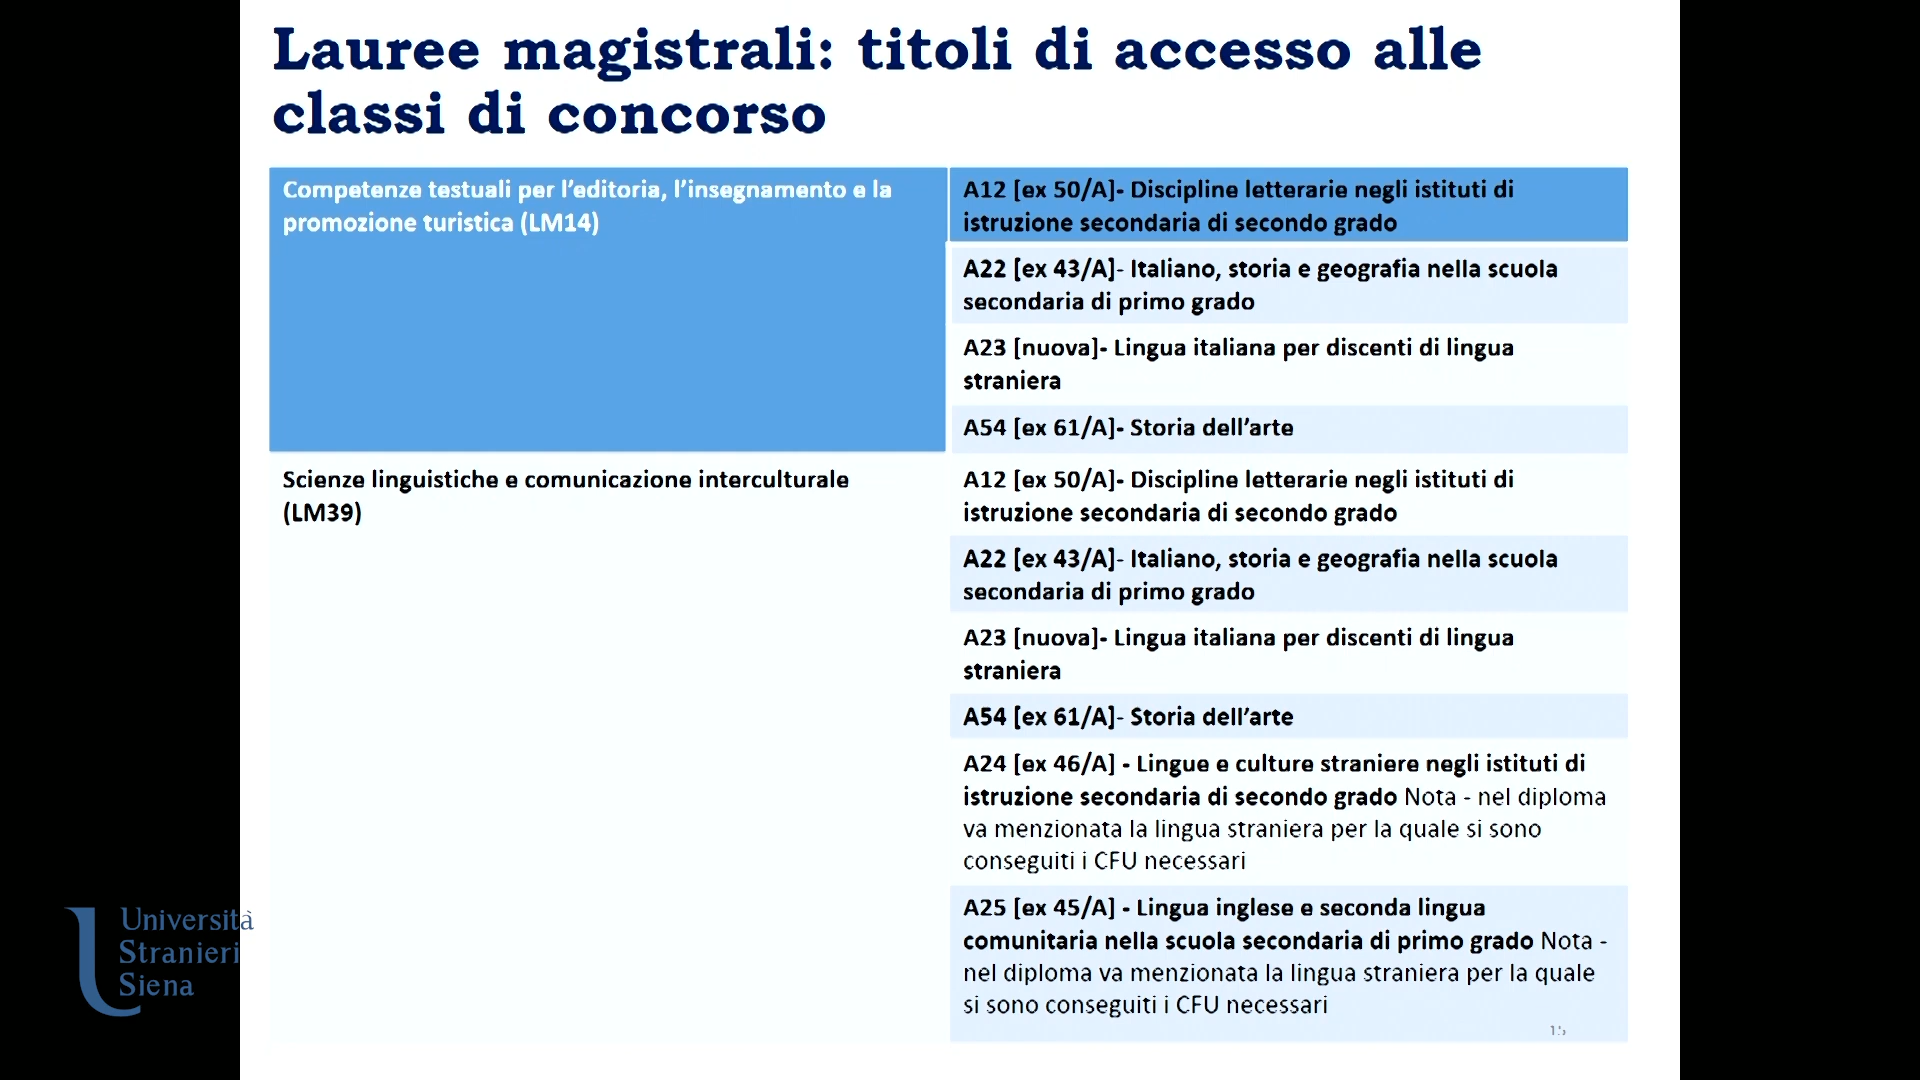 Lauree magistrali: titoli di accesso alle
classi di concorso
Competenze testuali per l'editoria, l'insegnamento e la
promozione turistica (LM14)
A12 [ex 50/A]- Discipline letterarie negli istituti di
istruzione secondaria di secondo grado
A22 [ex 43/A]- Italiano, storia e geografia nella scuola
secondaria di primo grado
A23 [nuova]- Lingua italiana per discenti di lingua
straniera
A54 [ex 61/A]- Storia dell'arte
Scienze linguistiche e comunicazione interculturale
(LM39)
A12 [ex 50/A]- Discipline letterarie negli istituti di
istruzione secondaria di secondo grado
A22 [ex 43/A]- Italiano, storia e geografia nella scuola
secondaria di primo grado
A23 [nuova]- Lingua italiana per discenti di lingua
straniera
A54 [ex 61/A]- Storia dell'arte
A24 [ex 46/A] - Lingue e culture straniere negli istituti di
istruzione secondaria di secondo grado Nota - nel diploma
va menzionata la lingua straniera per la quale si sono
conseguiti i CFU necessari
A25 [ex 45/A] - Lingua inglese e seconda lingua
comunitaria nella scuola secondaria di primo grado Nota -
nel diploma va menzionata la lingua straniera per la quale
si sono conseguiti i CFU necessari
Università
Stranieri
Siena